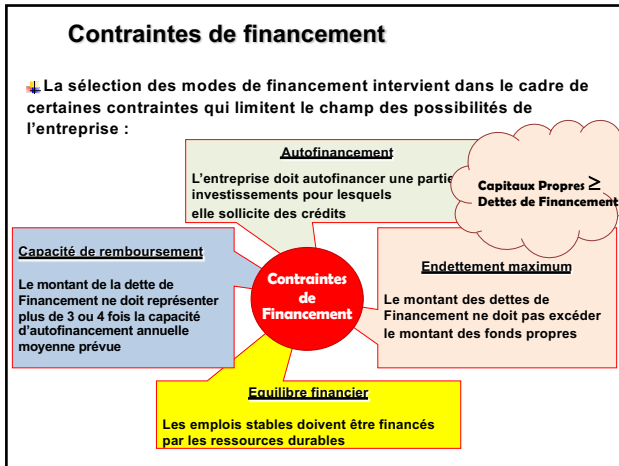 Contraintes de financement
La sélection des modes de financement intervient dans le cadre de
certaines contraintes qui limitent le champ des possibilités de
l'entreprise :
Autofinancement
L'entreprise doit autofinancer une partie
investissements pour lesquels
elle sollicite des crédits
Capitaux Propres ≥
Dettes de Financement
Capacité de remboursement
Le montant de la dette de
Financement ne doit représenter
plus de 3 ou 4 fois la capacité
d'autofinancement annuelle
moyenne prévue
Contraintes
de
Financement
Endettement maximum
Le montant des dettes de
Financement ne doit pas excéder
le montant des fonds propres
Equilibre financier
Les emplois stables doivent être financés
par les ressources durables